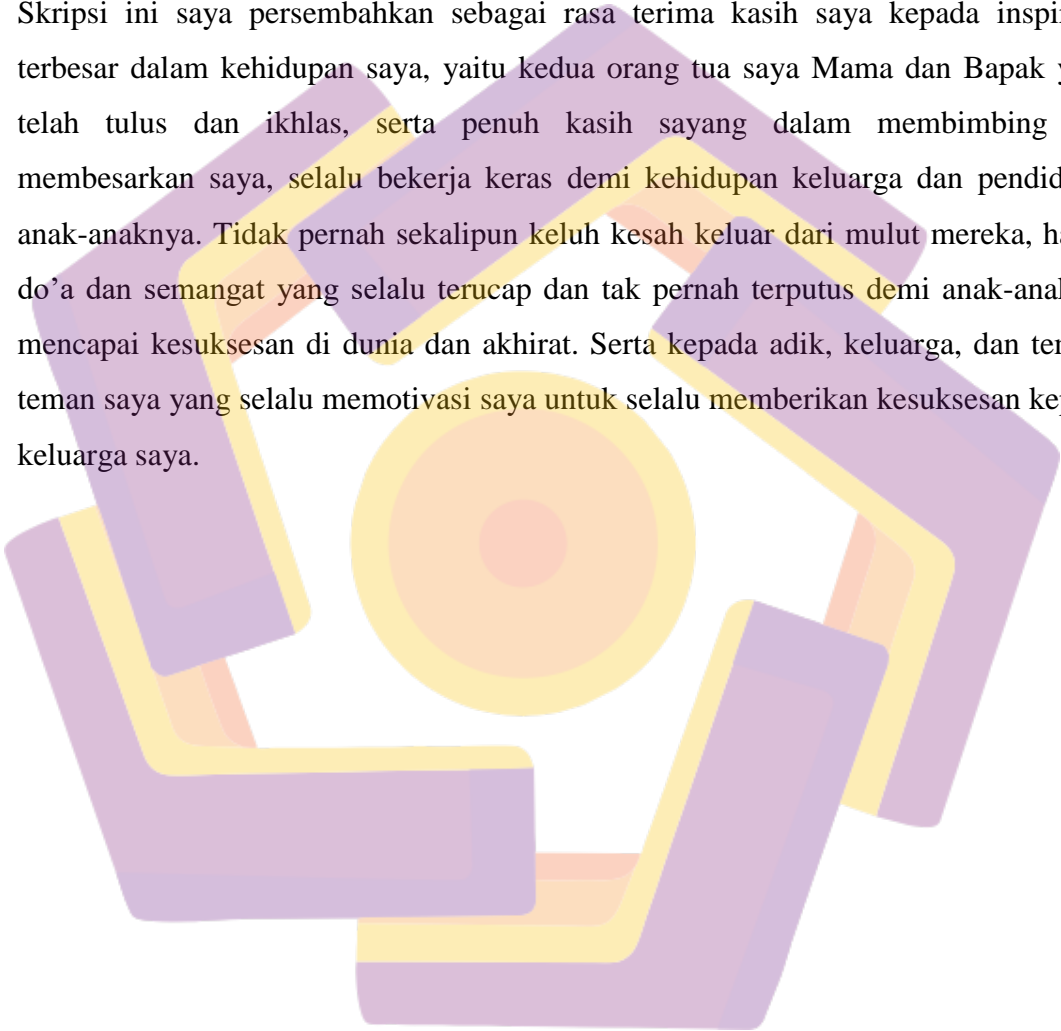 Skripsi ini saya persembahkan sebagai rasa terima kasih saya kepada
terbesar dalam kehidupan saya, yaitu kedua orang tua saya Mama dan Bapak
telah tulus dan ikhlas, serta penuh kasih sayang dalam membimbing
membesarkan saya, selalu bekerja keras demi kehidupan keluarga dan
anak-anaknya. Tidak pernah sekalipun keluh kesah keluar dari mulut mereka,
do’a dan semangat yang selalu terucap dan tak pernah terputus demi
mencapai kesuksesan di dunia dan akhirat. Serta kepada adik, keluarga, dan
teman saya yang selalu memotivasi saya untuk selalu memberikan kesuksesan
keluarga saya.